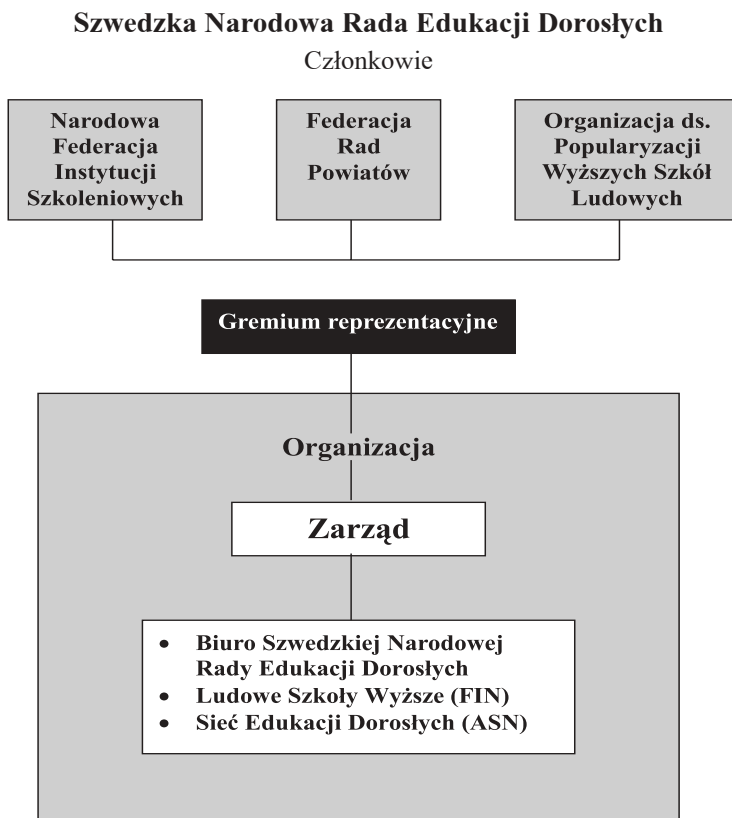 Szwedzka Narodowa Rada Edukacji Dorosłych
Członkowie
Narodowa
Federacja
Instytucji
Szkoleniowych
Federacja
Rad
Powiatów
Organizacja ds.
Popularyzacji
Wyższych Szkół
Ludowych
Gremium reprezentacyjne
Organizacja
Zarząd
• Biuro Szwedzkiej Narodowej
Rady Edukacji Dorosłych
• Ludowe Szkoły Wyższe (FIN)
• Sieć Edukacji Dorosłych (ASN)